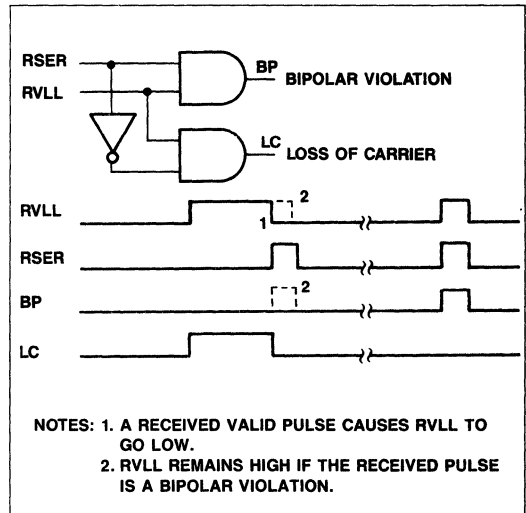 RSER
BP
BIPOLAR VIOLATION
RVLL
LC
LOSS OF CARRIER
RVLL
2
1
RSER
BP
2
LC
NOTES: 1. A RECEIVED VALID PULSE CAUSES RVLL TO
GO LOW.
2. RVLL REMAINS HIGH IF THE RECEIVED PULSE
IS A BIPOLAR VIOLATION.